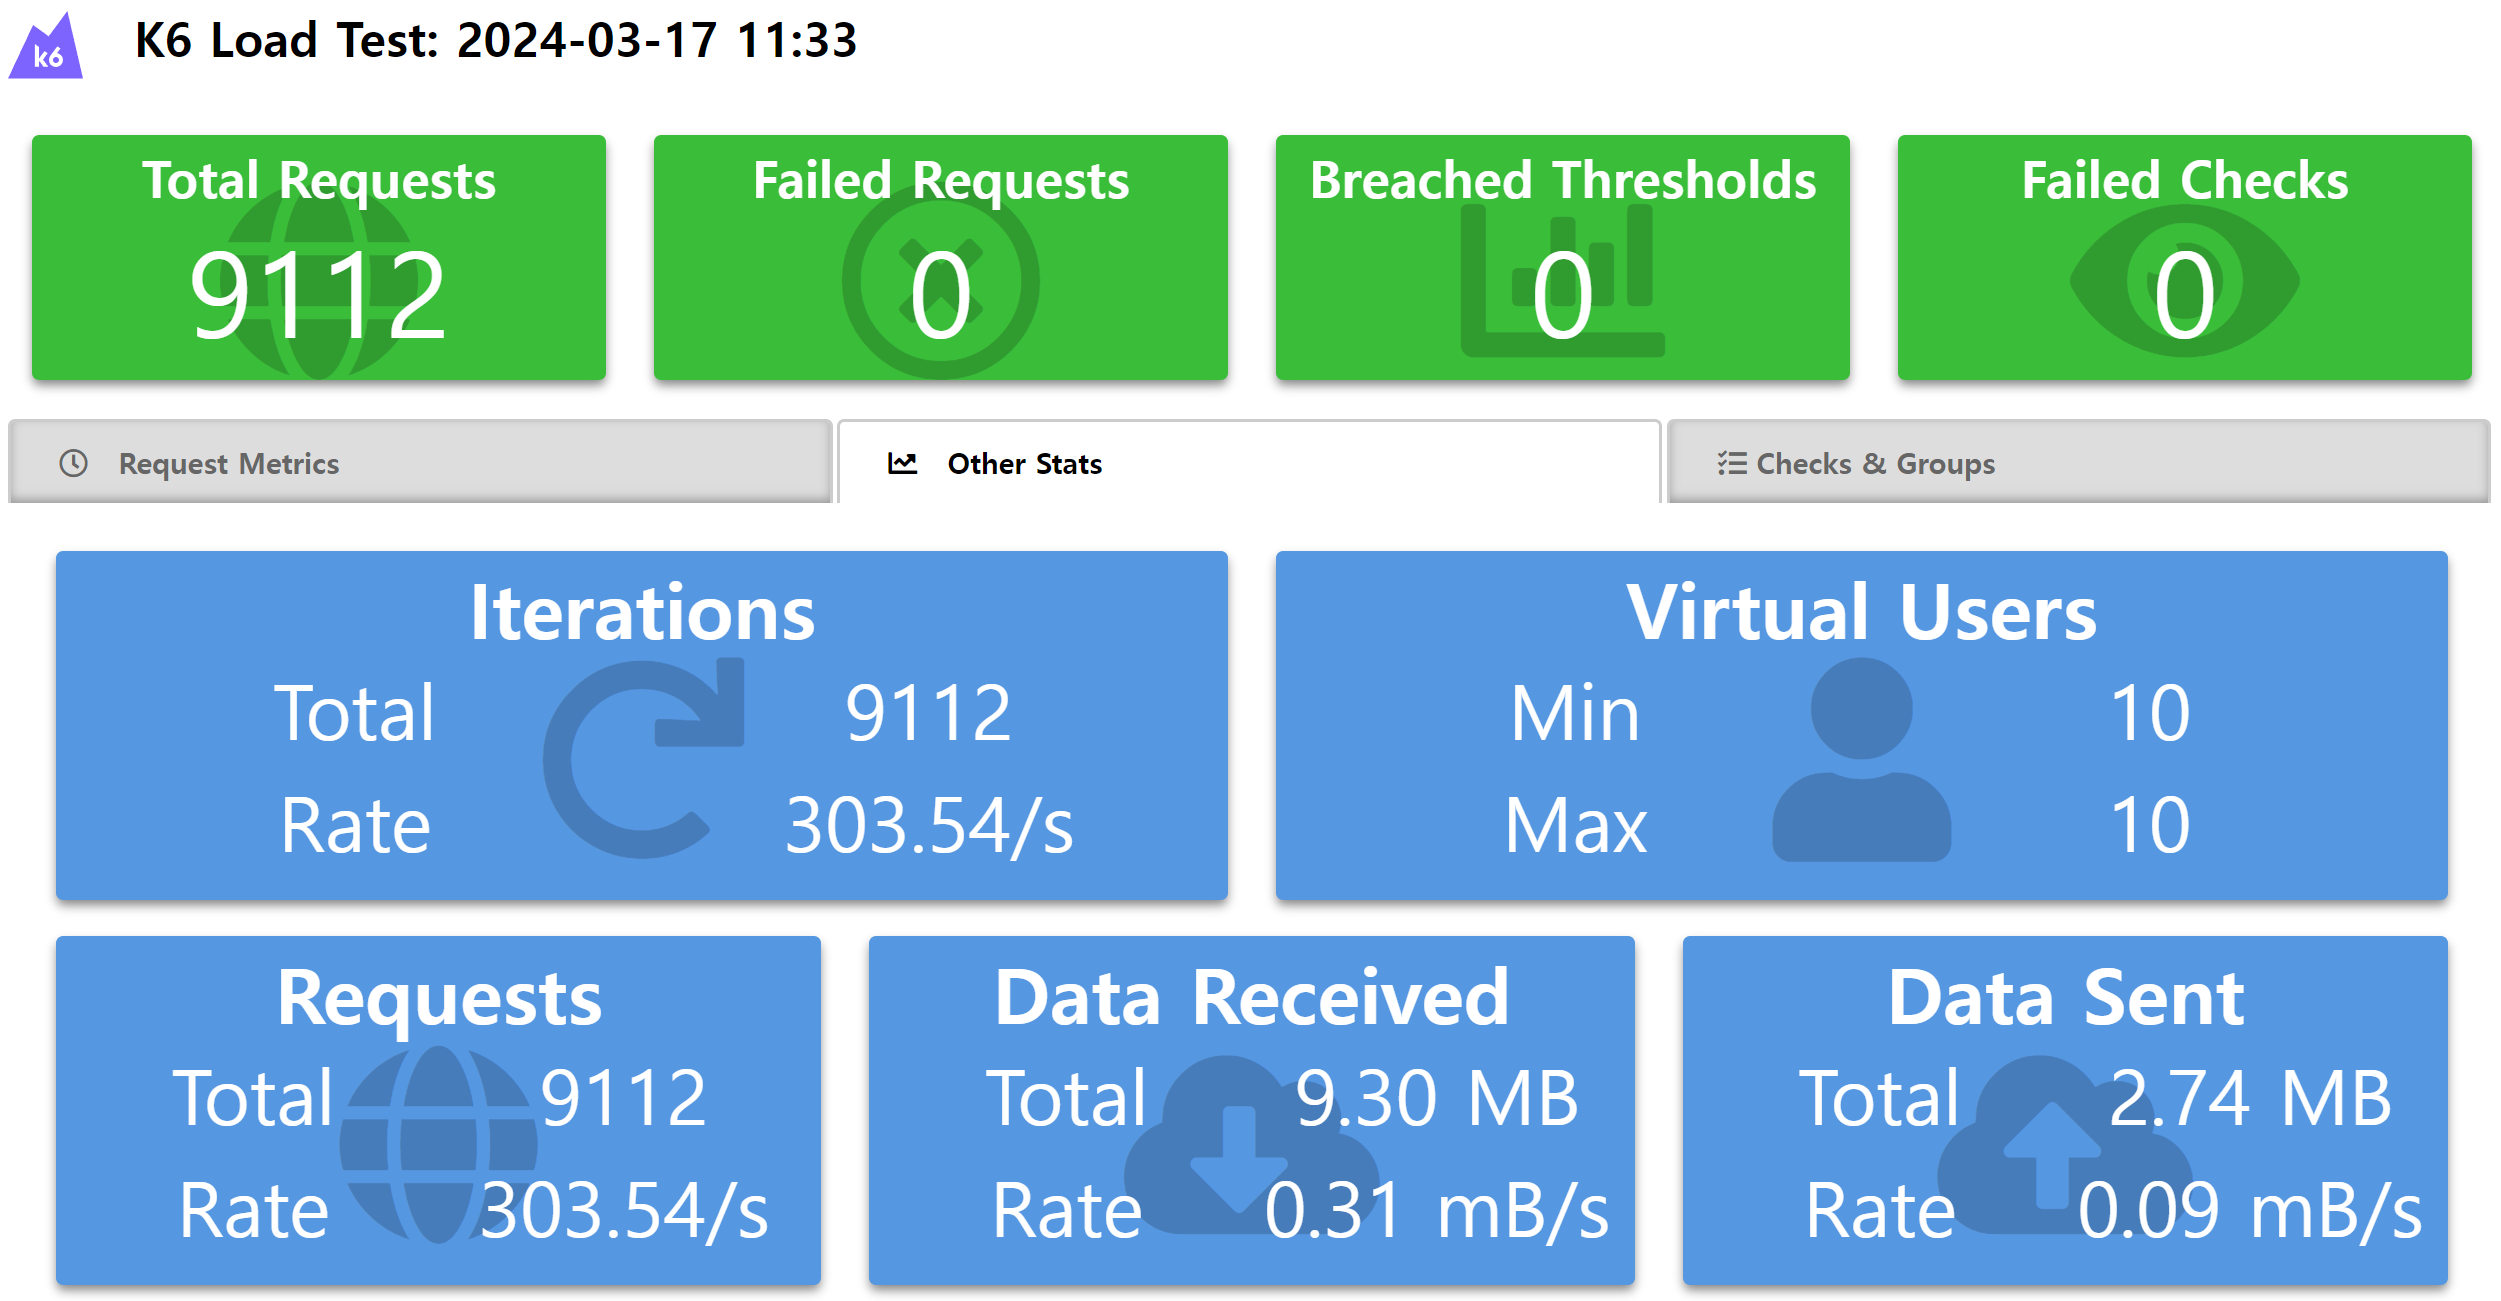 k6
K6 Load Test: 2024-03-17 11:33
Total Requests
9112
Failed Requests
0
Breached Thresholds
0
Failed Checks
0
Request Metrics
Other Stats
Checks & Groups
Iterations
Total 9112
Rate 303.54/s
Virtual Users
Min 10
Max 10
Requests
Total 9112
Rate 303.54/s
Data Received
Total 9.30 MB
Rate 0.31 mB/s
Data Sent
Total 2.74 MB
Rate 0.09 mB/s